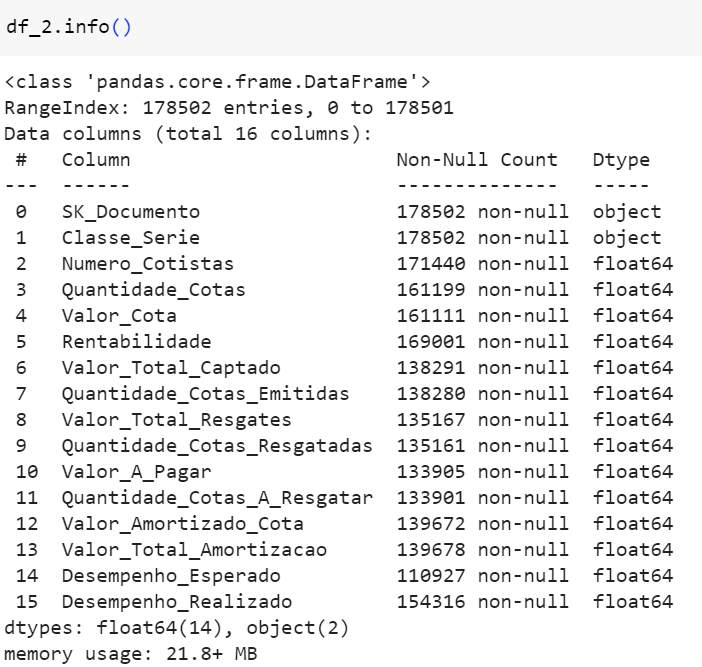 df_2.info()
<class 'pandas.core.frame.DataFrame'>
RangeIndex: 178502 entries, 0 to 178501
Data columns (total 16 columns):
 #   Column                       Non-Null Count   Dtype
---  ------                       --------------   -----
 0   SK_Documento                 178502 non-null  object
 1   Classe_Serie                 178502 non-null  object
 2   Numero_Cotistas              171440 non-null  float64
 3   Quantidade_Cotas             161199 non-null  float64
 4   Valor_Cota                   161111 non-null  float64
 5   Rentabilidade                169001 non-null  float64
 6   Valor_Total_Captado          138291 non-null  float64
 7   Quantidade_Cotas_Emitidas    138280 non-null  float64
 8   Valor_Total_Resgates         135167 non-null  float64
 9   Quantidade_Cotas_Resgatadas  135161 non-null  float64
 10  Valor_A_Pagar                133905 non-null  float64
 11  Quantidade_Cotas_A_Resgatar  133901 non-null  float64
 12  Valor_Amortizado_Cota        139672 non-null  float64
 13  Valor_Total_Amortizacao      139678 non-null  float64
 14  Desempenho_Esperado          110927 non-null  float64
 15  Desempenho_Realizado         154316 non-null  float64
dtypes: float64(14), object(2)
memory usage: 21.8+ MB